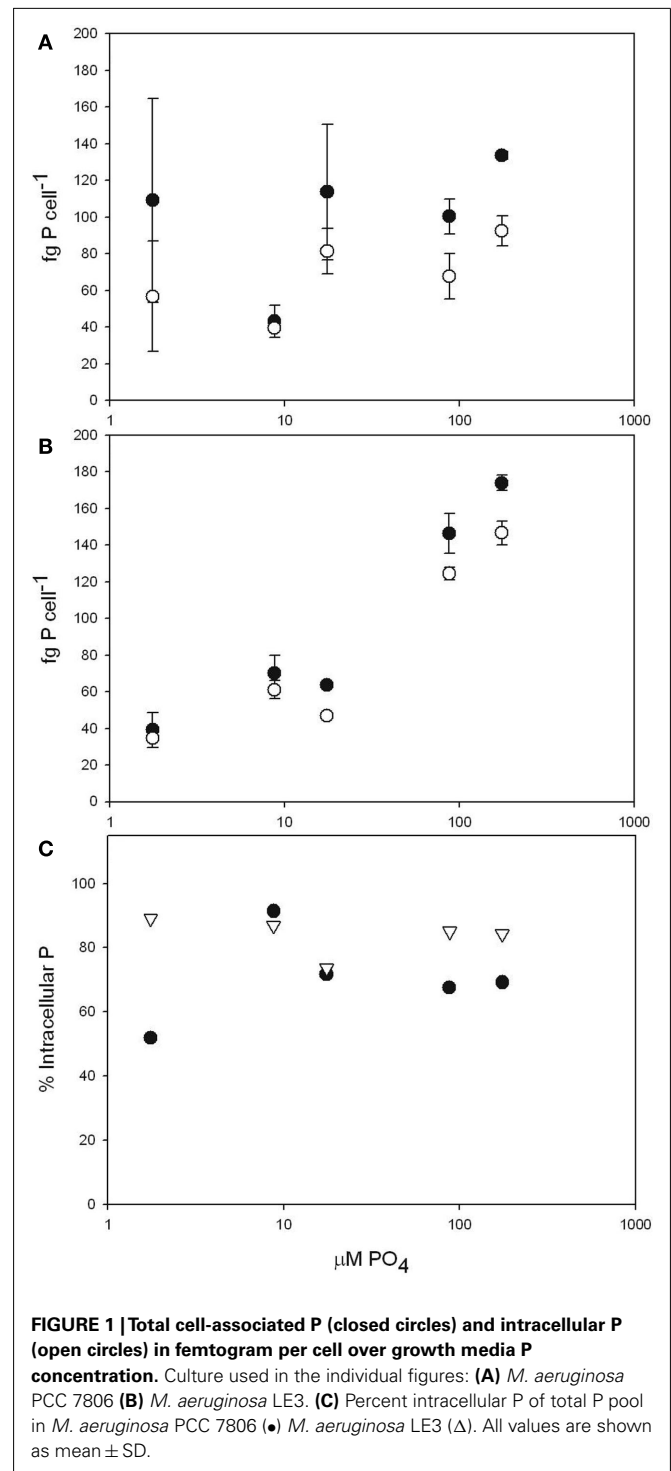 A
200
180
160
140
120
100
80
60
40
20
0
fg P cell-1
1 10 100 1000
B
200
180
160
140
120
100
80
60
40
20
0
fg P cell-1
1 10 100 1000
C
100
80
60
40
20
0
% Intracellular P
1 10 100 1000
μM PO4
FIGURE 1 | Total cell-associated P (closed circles) and intracellular P
(open circles) in femtogram per cell over growth media P
concentration. Culture used in the individual figures: (A) M. aeruginosa
PCC 7806 (B) M. aeruginosa LE3. (C) Percent intracellular P of total P pool
in M. aeruginosa PCC 7806 (●) M. aeruginosa LE3 (Δ). All values are shown
as mean ± SD.